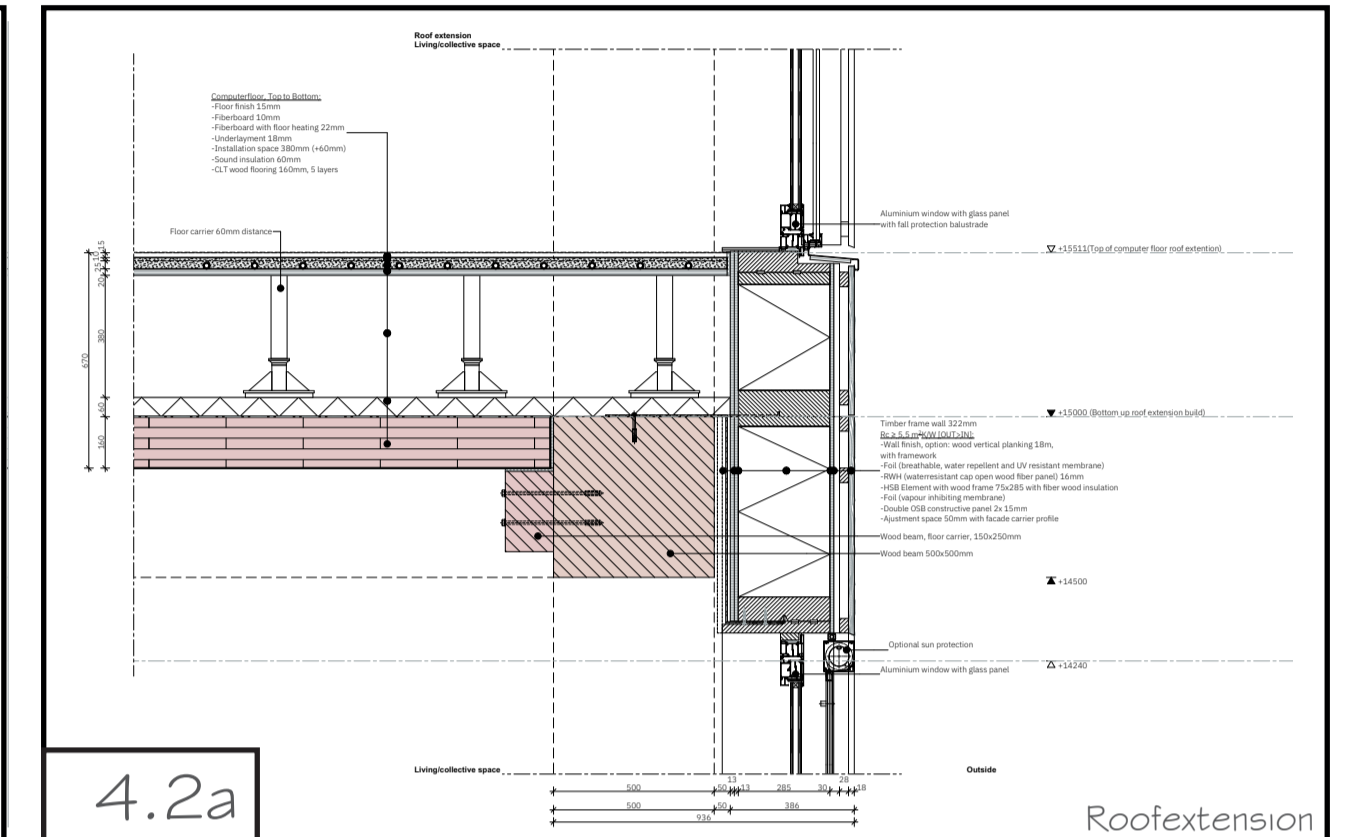 Roof extension
Living/collective space
Computerfloor, Top to Bottom:
-Floor finish 15mm
-Fiberboard 10mm
-Fiberboard with floor heating 22mm
-Underlayment 18mm
-Installation space 380mm (+60mm)
-Sound insulation 60mm
-CLT wood flooring 160mm, 5 layers
Floor carrier 60mm distance
Aluminium window with glass panel
with fall protection balustrade
+15511(Top of computer floor roof extention)
15
380
670
60
160
+15000 (Bottom up roof extension build)
Timber frame wall 322mm
Rc ≥ 5,5 m²K/W [OUT>IN]:
-Wall finish, option: wood vertical planking 18m,
with framework
-Foil (breathable, water repellent and UV resistant membrane)
-RWH (waterresistant cap open wood fiber panel) 16mm
-HSB Element with wood frame 75x285 with fiber wood insulation
-Foil (vapour inhibiting membrane)
-Double OSB constructive panel 2x 15mm
-Ajustment space 50mm with facade carrier profile
Wood beam, floor carrier, 150x250mm
Wood beam 500x500mm
+14500
Optional sun protection
+14240
Aluminium window with glass panel
Living/collective space
Outside
13 28
500 50 13 285 30 18
500 50 386
936
4.2a
Roofextension